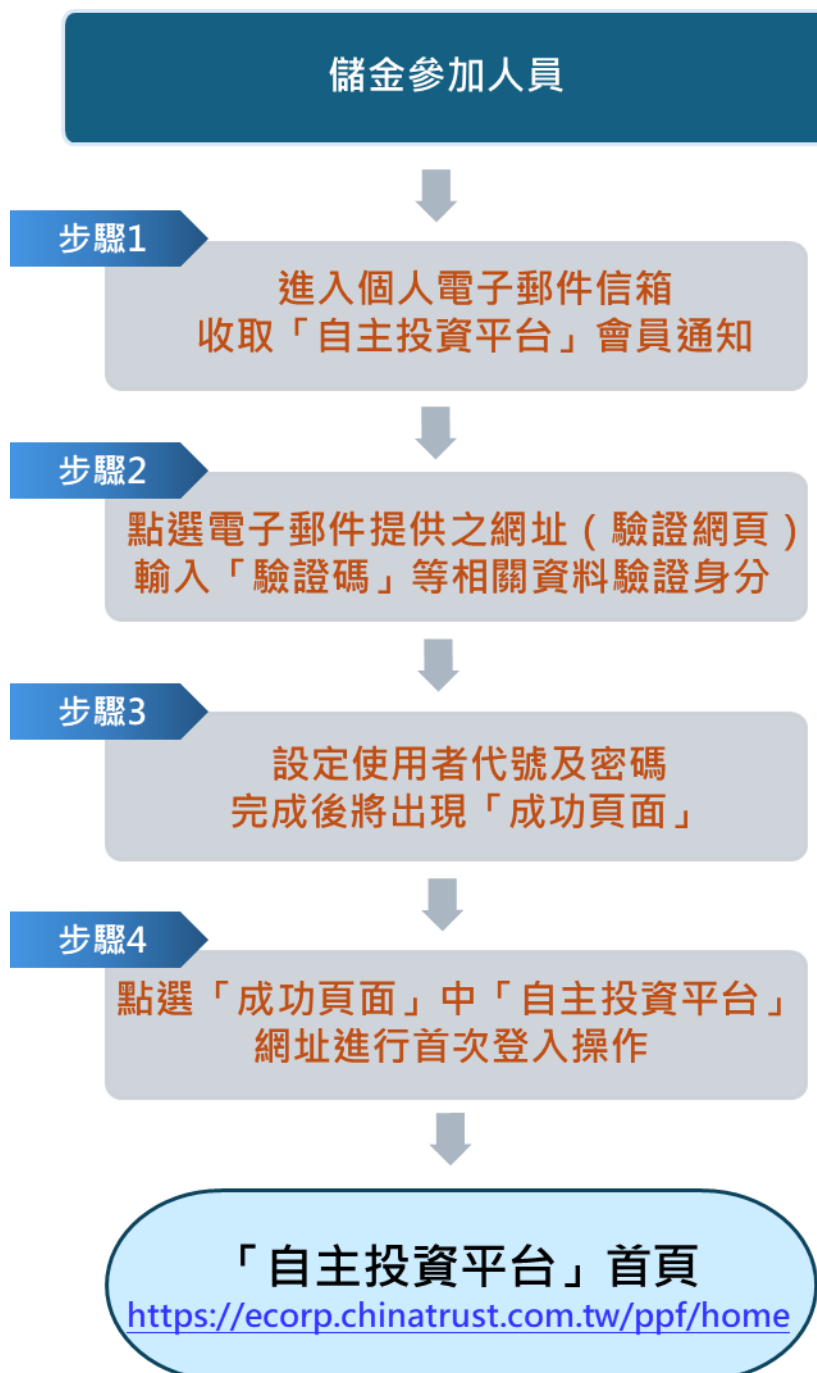 儲金參加人員
步驟1
進入個人電子郵件信箱
收取「自主投資平台」會員通知
步驟2
點選電子郵件提供之網址（驗證網頁）
輸入「驗證碼」等相關資料驗證身分
步驟3
設定使用者代號及密碼
完成後將出現「成功頁面」
步驟4
點選「成功頁面」中「自主投資平台」
網址進行首次登入操作
「自主投資平台」首頁
https://ecorp.chinatrust.com.tw/ppf/home